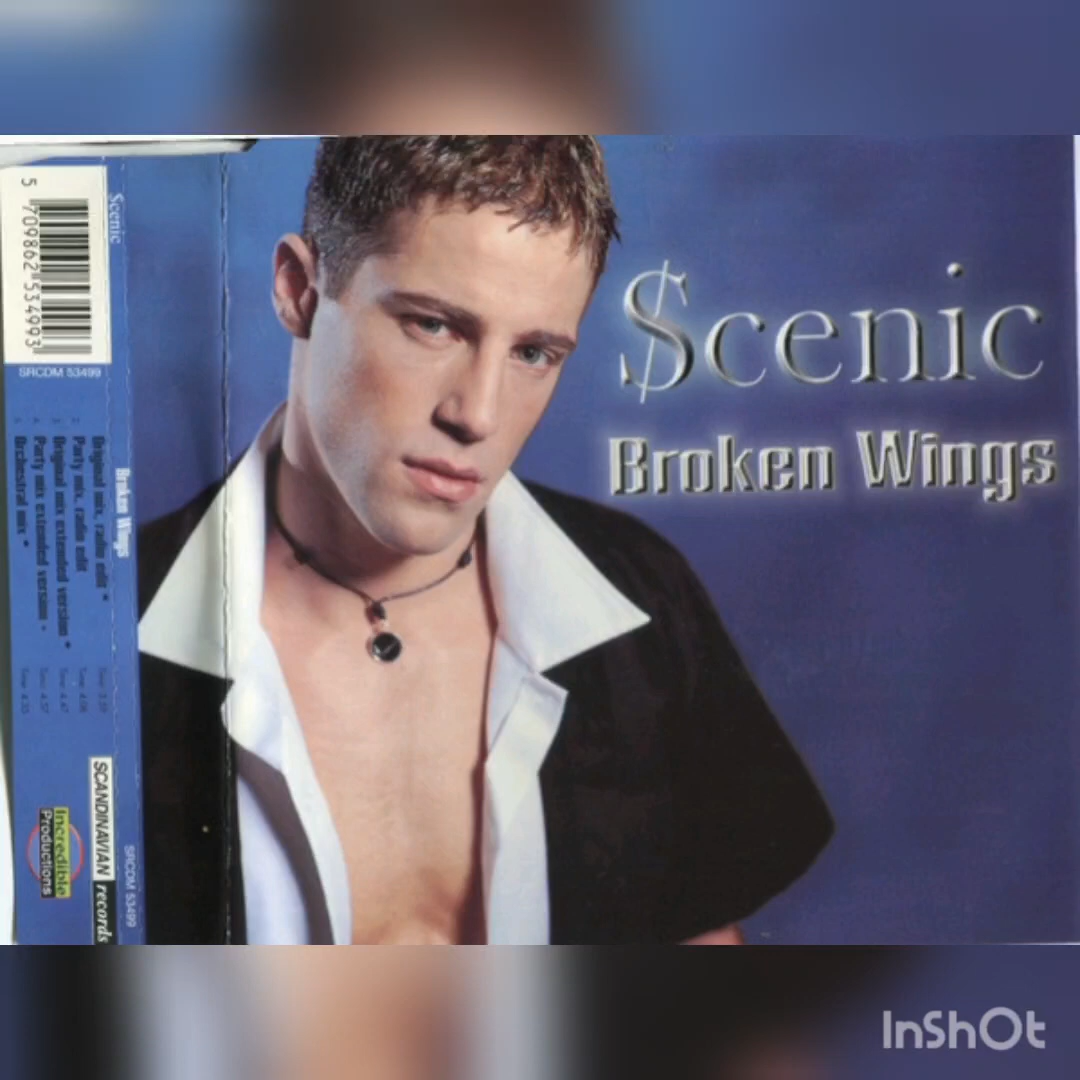 $cenic
Broken Wings
Scenic
5 709862 534993
SRCDM 53499
Broken Wings
Original mix, radio edit *
Party mix, radio edit
Original mix extended version *
Party mix extended version
Orchestral mix *
SCANDINAVIAN records
Incredible
Productions
SRCDM 53499
InShOt